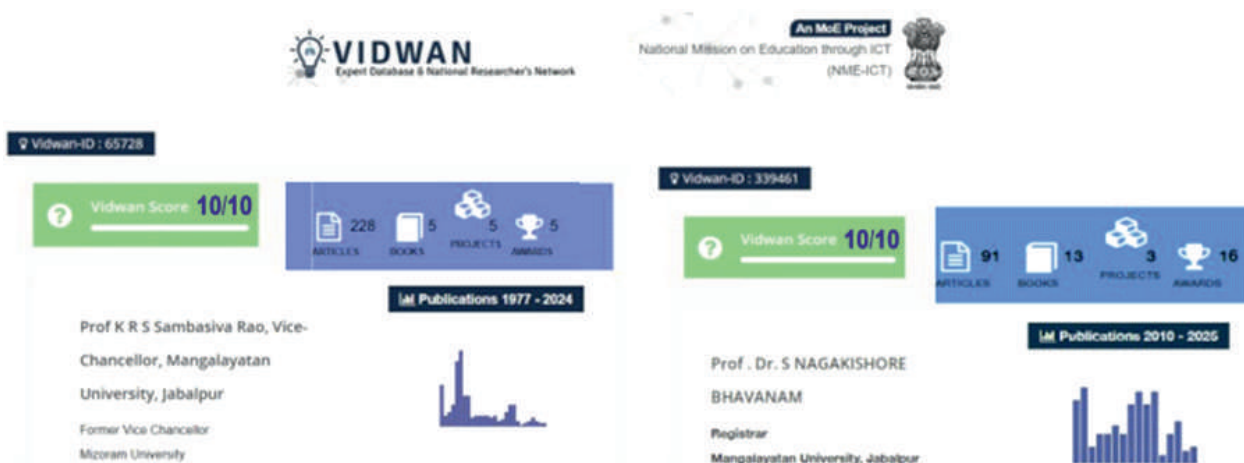 VIDWAN
Expert Database & National Researcher's Network
An MoE Project
National Mission on Education through ICT
(NME-ICT)
Vidwan-ID : 65728
Vidwan Score 10/10
228 5 5 5
ARTICLES BOOKS PROJECTS AWARDS
Publications 1977 - 2024
Prof K R S Sambasiva Rao, Vice-
Chancellor, Mangalayatan
University, Jabalpur
Former Vice Chancellor
Mizoram University
Vidwan-ID : 339461
Vidwan Score 10/10
91 13 3 16
ARTICLES BOOKS PROJECTS AWARDS
Publications 2010 - 2025
Prof . Dr. S NAGAKISHORE
BHAVANAM
Registrar
Mangalayatan University, Jabalpur